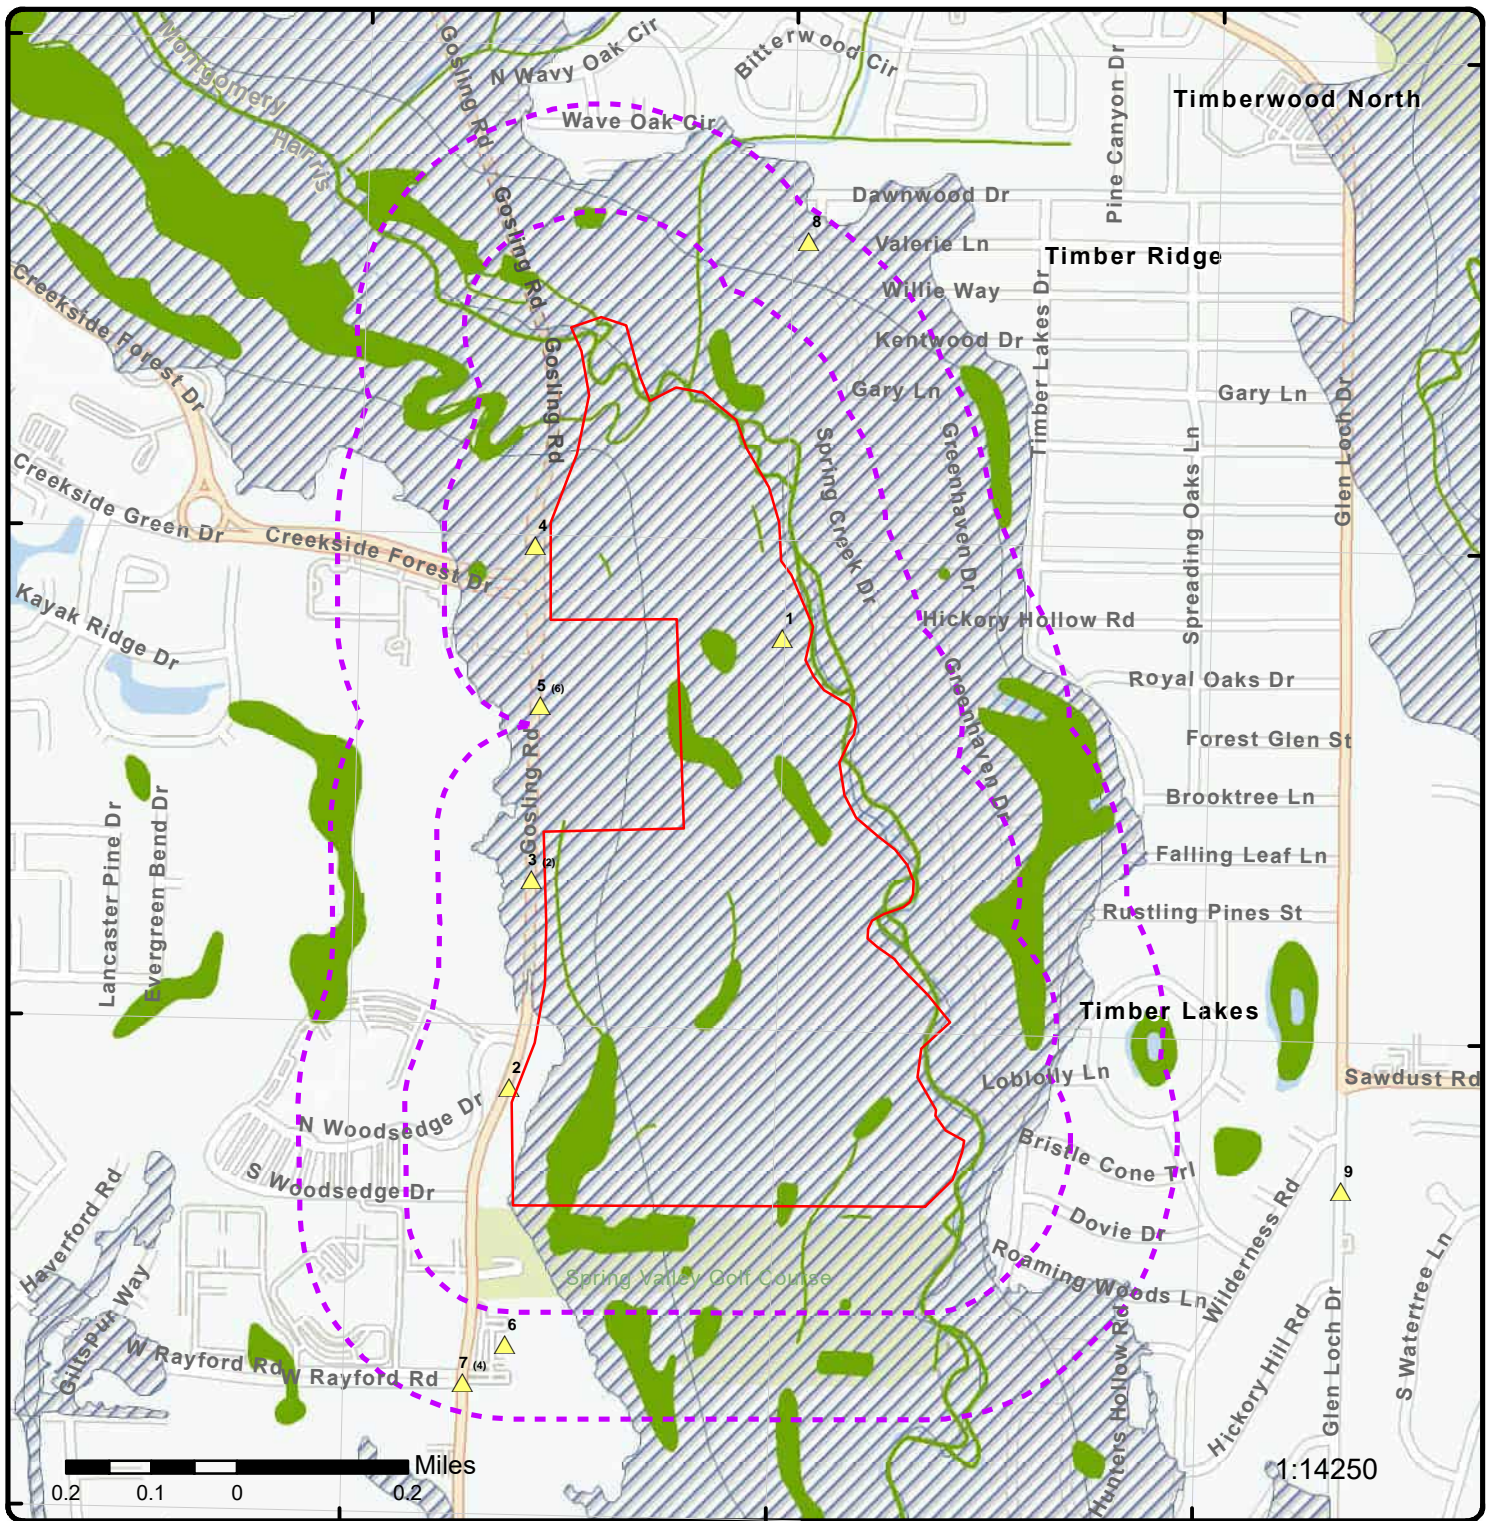 Montgomery
Harris
Gosling Rd
N Wavy Oak Cir
Bitterwood Cir
Wave Oak Cir
Pine Canyon Dr
Timberwood North
Gosling Rd
Dawnwood Dr
8
Valerie Ln
Timber Ridge
Willie Way
Creekside Forest Dr
Gosling Rd
Kentwood Dr
Timber Lakes Dr
Gary Ln
Gary Ln
Glen Loch Dr
Creekside Green Dr
Spring Creek Dr
Greenhaven Dr
Spreading Oaks Ln
4
Creekside Forest Dr
Kayak Ridge Dr
1
Hickory Hollow Rd
5 (6)
Greenhaven Dr
Royal Oaks Dr
Forest Glen St
Gosling Rd
Lancaster Pine Dr
Evergreen Bend Dr
Brooktree Ln
3 (2)
Falling Leaf Ln
Rustling Pines St
Timber Lakes
2
Loblolly Ln
Sawdust Rd
N Woodsedge Dr
Bristle Cone Trl
S Woodsedge Dr
9
Haverford Rd
Dovie Dr
Wilderness Rd
Roaming Woods Ln
S Watertree Ln
Spring Valley Golf Course
Giltspur Way
6
W Rayford Rd
W Rayford Rd
7 (4)
Hunters Hollow Rd
Hickory Hill Rd
Glen Loch Dr
Miles
0.2 0.1 0 0.2
1:14250